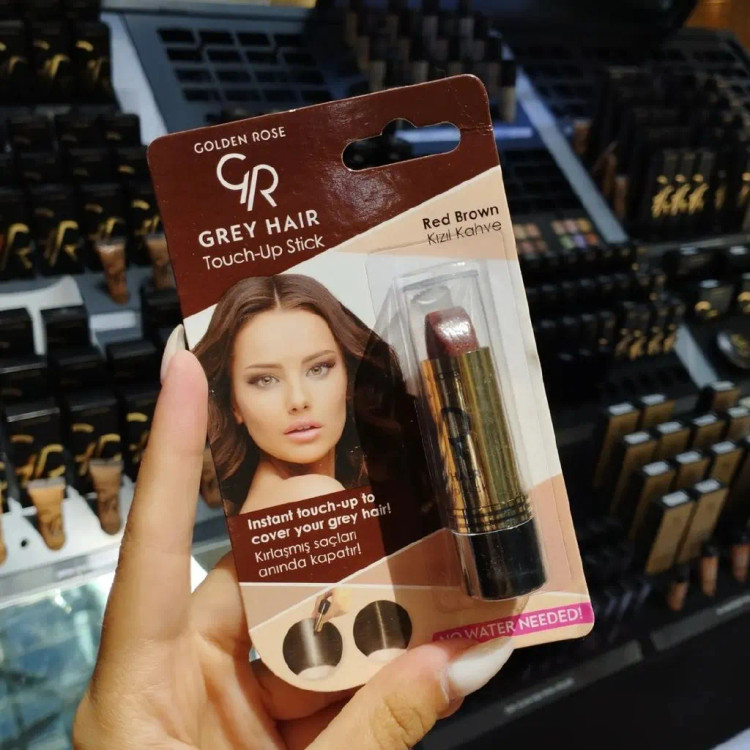 GOLDEN ROSE
GR
GREY HAIR
Touch-Up Stick
Red Brown
Kızıl Kahve
Instant touch-up to
cover your grey hair!
Kırlaşmış saçları
anında kapatır!
NO WATER NEEDED!